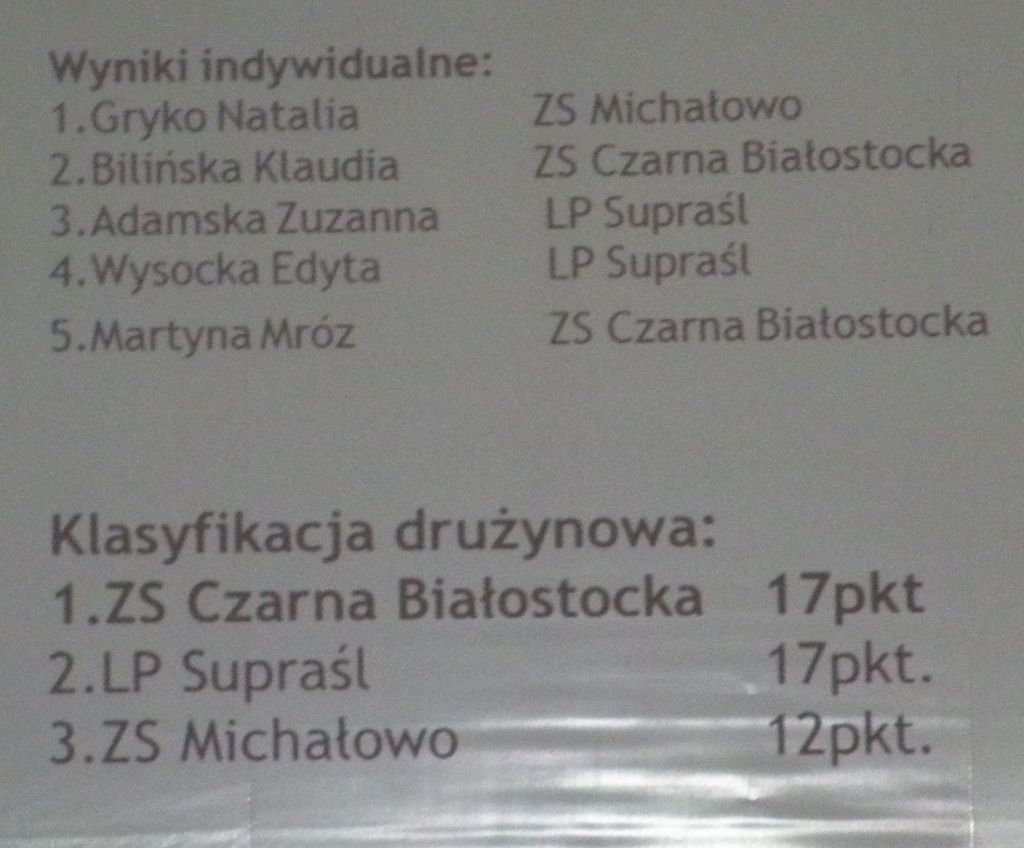 Wyniki indywidualne:
1.Gryko Natalia ZS Michałowo
2.Bilińska Klaudia ZS Czarna Białostocka
3.Adamska Zuzanna LP Supraśl
4.Wysocka Edyta LP Supraśl
5.Martyna Mróz ZS Czarna Białostocka
Klasyfikacja drużynowa:
1.ZS Czarna Białostocka 17pkt
2.LP Supraśl 17pkt.
3.ZS Michałowo 12pkt.